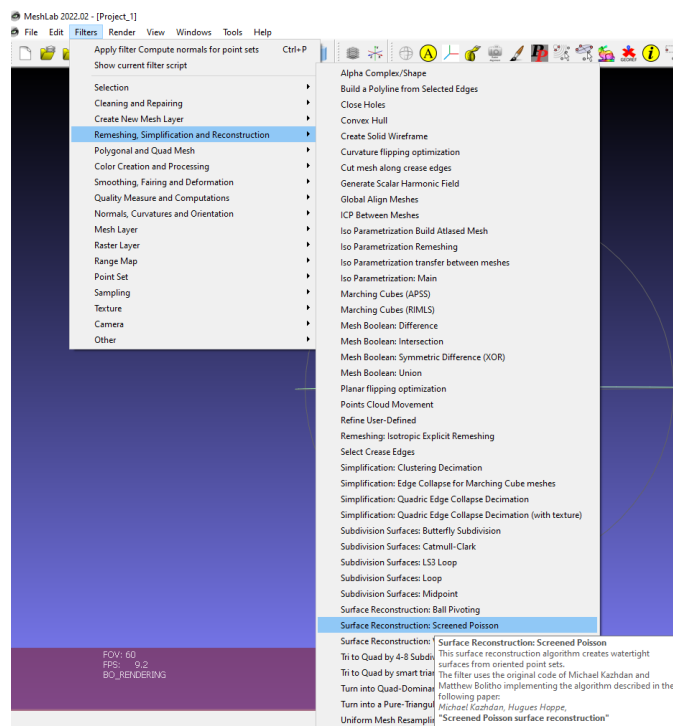 MeshLab 2022.02 - [Project_1]
File Edit Filters Render View Windows Tools Help
Apply filter Compute normals for point sets Ctrl+P
Show current filter script
Selection
Cleaning and Repairing
Create New Mesh Layer
Remeshing, Simplification and Reconstruction
Polygonal and Quad Mesh
Color Creation and Processing
Smoothing, Fairing and Deformation
Quality Measure and Computations
Normals, Curvatures and Orientation
Mesh Layer
Raster Layer
Range Map
Point Set
Sampling
Texture
Camera
Other
Alpha Complex/Shape
Build a Polyline from Selected Edges
Close Holes
Convex Hull
Create Solid Wireframe
Curvature flipping optimization
Cut mesh along crease edges
Generate Scalar Harmonic Field
Global Align Meshes
ICP Between Meshes
Iso Parametrization Build Atlased Mesh
Iso Parametrization Remeshing
Iso Parametrization transfer between meshes
Iso Parametrization: Main
Marching Cubes (APSS)
Marching Cubes (RIMLS)
Mesh Boolean: Difference
Mesh Boolean: Intersection
Mesh Boolean: Symmetric Difference (XOR)
Mesh Boolean: Union
Planar flipping optimization
Points Cloud Movement
Refine User-Defined
Remeshing: Isotropic Explicit Remeshing
Select Crease Edges
Simplification: Clustering Decimation
Simplification: Edge Collapse for Marching Cube meshes
Simplification: Quadric Edge Collapse Decimation
Simplification: Quadric Edge Collapse Decimation (with texture)
Subdivision Surfaces: Butterfly Subdivision
Subdivision Surfaces: Catmull-Clark
Subdivision Surfaces: LS3 Loop
Subdivision Surfaces: Loop
Subdivision Surfaces: Midpoint
Surface Reconstruction: Ball Pivoting
Surface Reconstruction: Screened Poisson
Surface Reconstruction:
Tri to Quad by 4-8 Subdiv
Tri to Quad by smart trian
Turn into Quad-Dominan
Turn into a Pure-Triangul
Uniform Mesh Resamplin
Surface Reconstruction: Screened Poisson
This surface reconstruction algorithm creates watertight
surfaces from oriented point sets.
The filter uses the original code of Michael Kazhdan and
Matthew Bolitho implementing the algorithm described in the
following paper:
Michael Kazhdan, Hugues Hoppe,
"Screened Poisson surface reconstruction"
FOV: 60
FPS: 9.2
BO_RENDERING